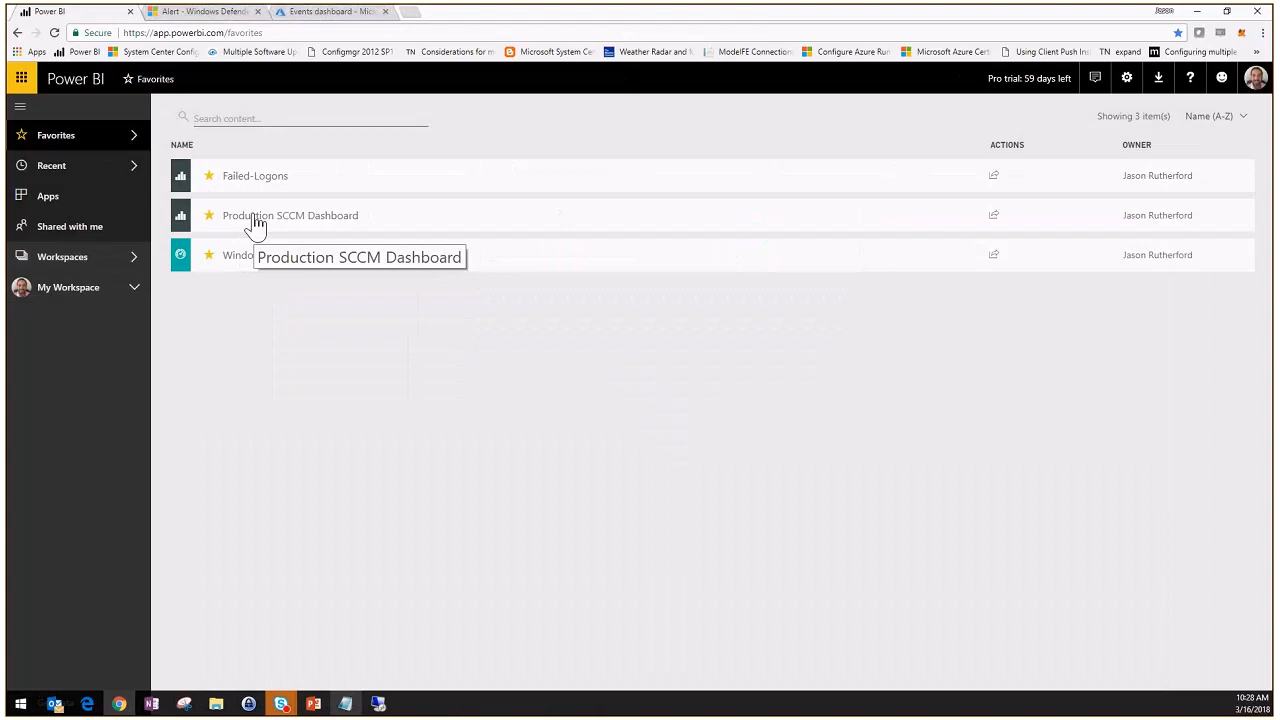 Power BI
Alert - Windows Defende
Events dashboard - Micr
Jason
Secure
https://app.powerbi.com/favorites
Apps
Power BI
System Center Config
Multiple Software Up
Configmgr 2012 SP1
TN Considerations for m
Microsoft System Ce
Weather Radar and M
ModelFE Connection
Configure Azure Run
Microsoft Azure Cert
Using Client Push Inst
TN expand
Configuring multiple
»
Power BI
Favorites
Pro trial: 59 days left
Favorites
Recent
Apps
Shared with me
Workspaces
My Workspace
Search content...
Showing 3 item(s)
Name (A-Z)
NAME
ACTIONS
OWNER
Failed-Logons
Jason Rutherford
Production SCCM Dashboard
Jason Rutherford
Windo
Jason Rutherford
Production SCCM Dashboard
10:28 AM
3/16/2018